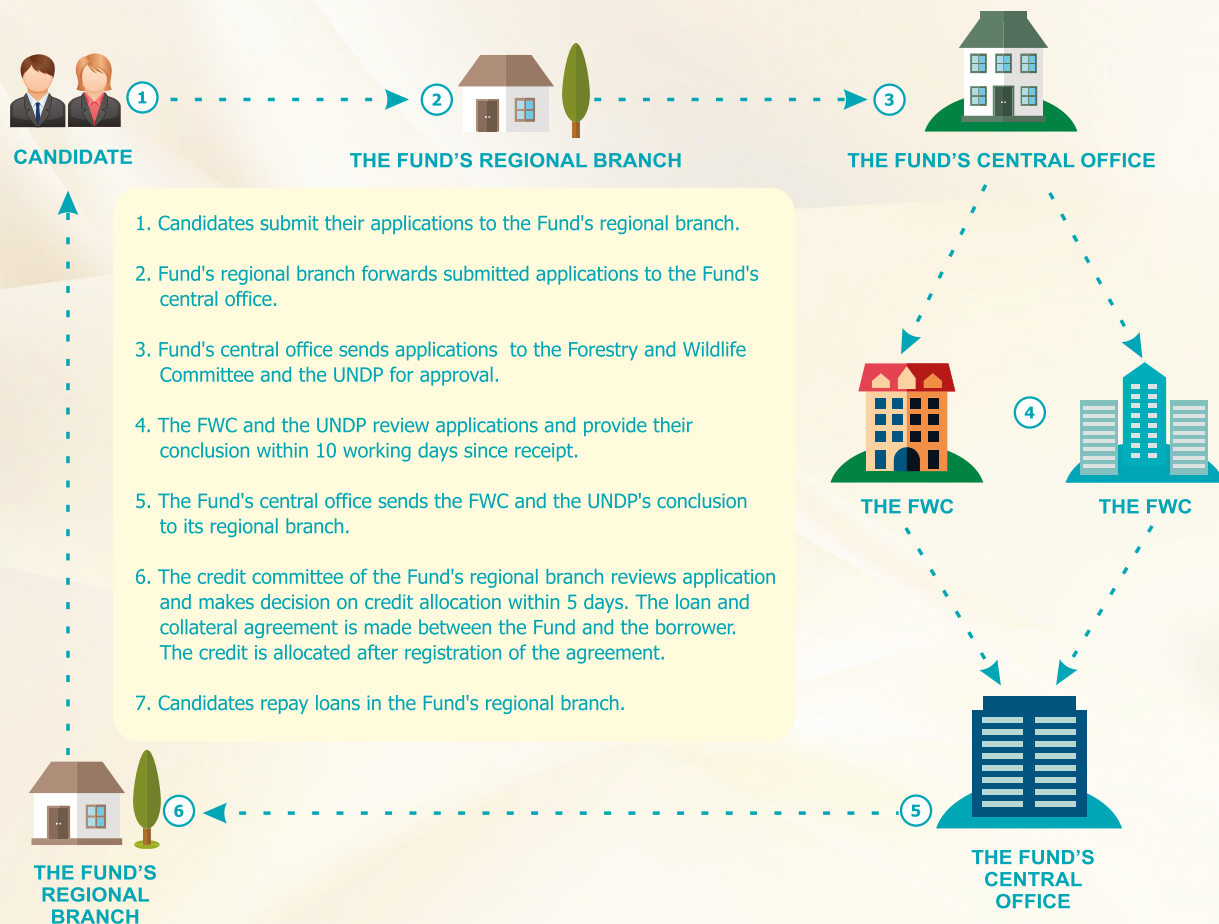 1
2
3
CANDIDATE
THE FUND'S REGIONAL BRANCH
THE FUND'S CENTRAL OFFICE
1. Candidates submit their applications to the Fund's regional branch.
2. Fund's regional branch forwards submitted applications to the Fund's
central office.
3. Fund's central office sends applications  to the Forestry and Wildlife
Committee and the UNDP for approval.
4. The FWC and the UNDP review applications and provide their
conclusion within 10 working days since receipt.
5. The Fund's central office sends the FWC and the UNDP's conclusion
to its regional branch.
6. The credit committee of the Fund's regional branch reviews application
and makes decision on credit allocation within 5 days. The loan and
collateral agreement is made between the Fund and the borrower.
The credit is allocated after registration of the agreement.
7. Candidates repay loans in the Fund's regional branch.
4
THE FWC
THE FWC
5
6
THE FUND'S
CENTRAL
OFFICE
THE FUND'S
REGIONAL
BRANCH